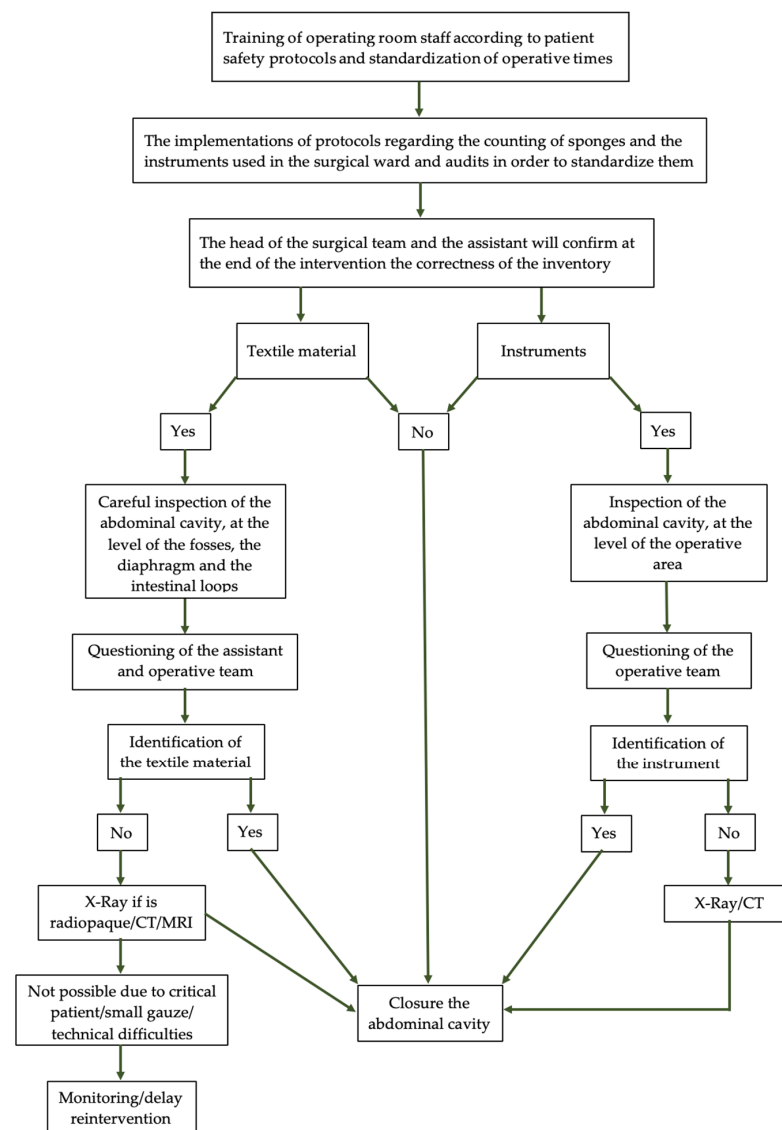 Training of operating room staff according to patient
safety protocols and standardization of operative times
The implementations of protocols regarding the counting of sponges and the
instruments used in the surgical ward and audits in order to standardize them
The head of the surgical team and the assistant will confirm at
the end of the intervention the correctness of the inventory
Textile material
Instruments
Yes
No
Yes
Careful inspection of the
abdominal cavity, at the
level of the fosses, the
diaphragm and the
intestinal loops
Inspection of the
abdominal cavity, at the
level of the operative
area
Questioning of the assistant
and operative team
Questioning of the
operative team
Identification of
the textile material
Identification of
the instrument
No
Yes
Yes
No
X-Ray if is
radiopaque/CT/MRI
X-Ray/CT
Not possible due to critical
patient/small gauze/
technical difficulties
Closure the
abdominal cavity
Monitoring/delay
reintervention